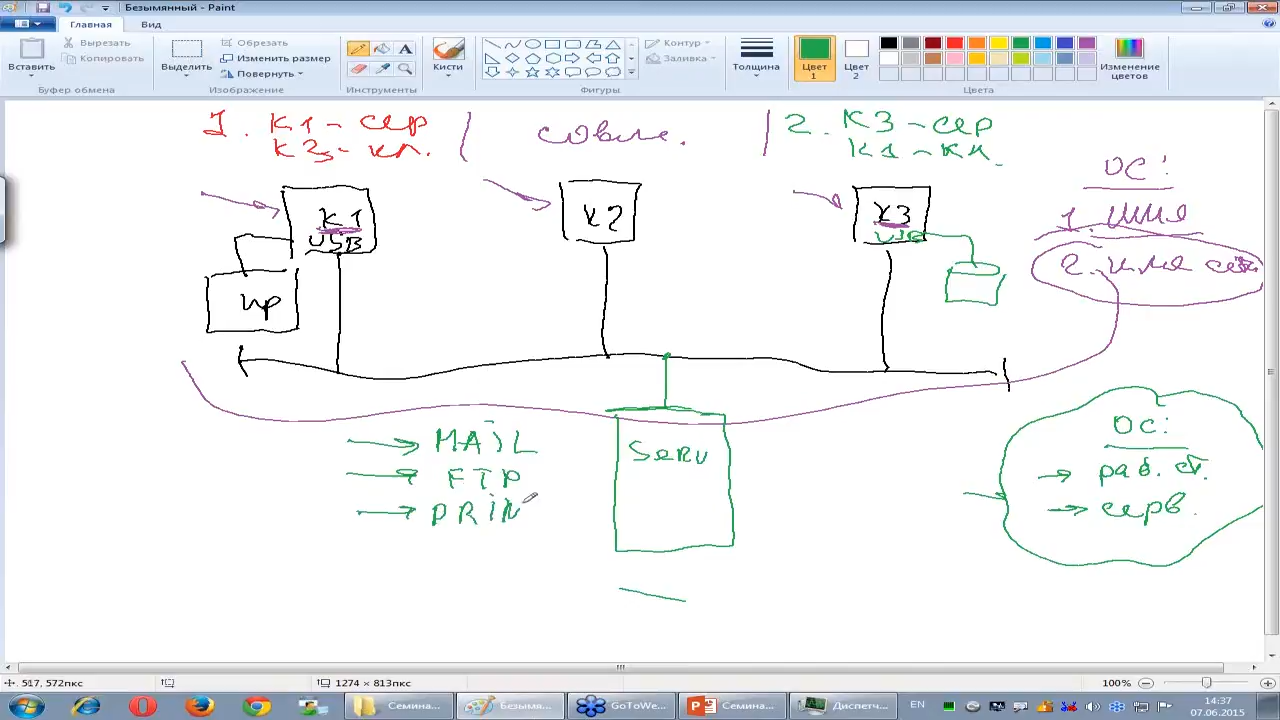 Безымянный - Paint
Главная
Вид
Вставить
Вырезать
Копировать
Буфер обмена
Выделить
Обрезать
Изменить размер
Повернуть
Изображение
Инструменты
Кисти
Контур
Заливка
Фигуры
Толщина
Цвет 1
Цвет 2
Изменение цветов
Цвета
1. К1-сер
К3-кл.
совм.
2. К3-сер
К1-кл.
К1
USB
К2
К3
USB
Пр
ОС:
1. имя
2. имя сети
MAIL
FTP
PRIN
Serv
ОС:
раб. ст.
серв.
517, 572пкс
1274 × 813пкс
100%
Семина...
Безымя...
GoToWe...
Семина...
Диспетч...
EN
14:37
07.06.2015